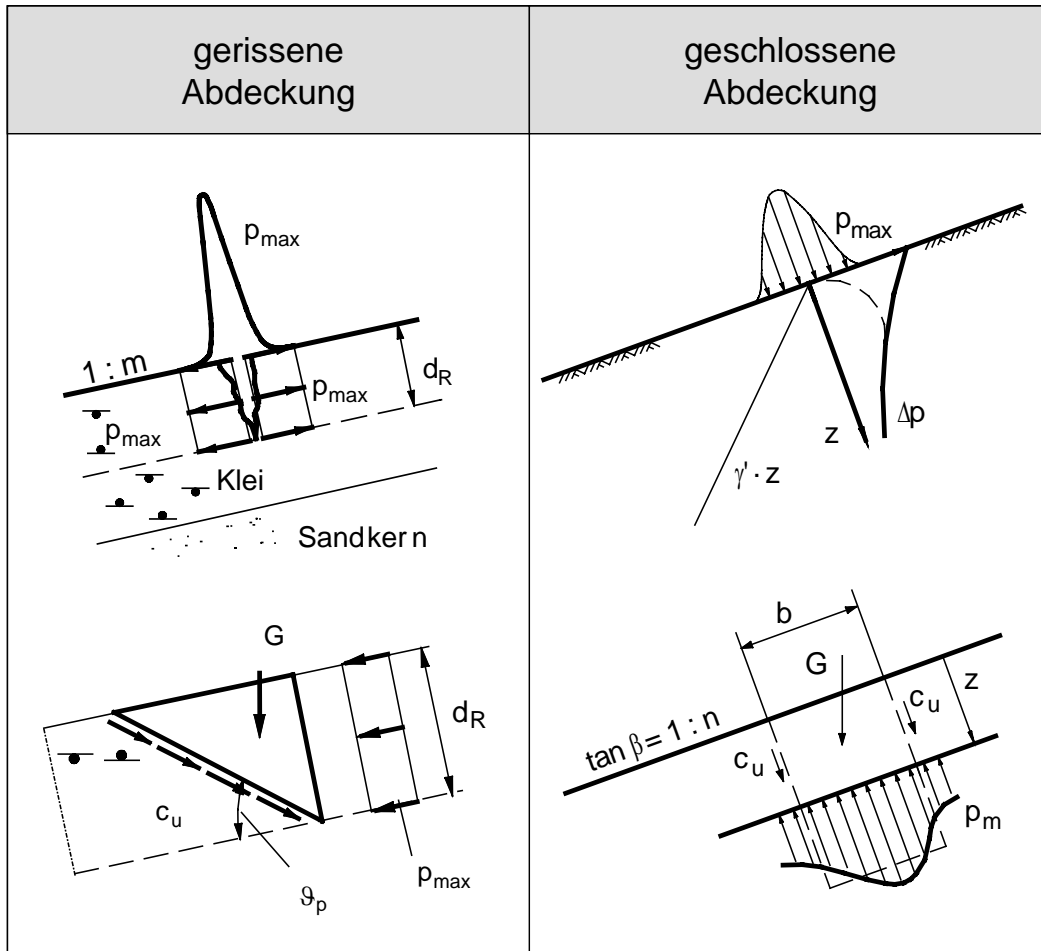 gerissene
Abdeckung
geschlossene
Abdeckung
p_max
1 : m
d_R
p_max
p_max
Klei
Sandkern
p_max
z
Δp
γ' · z
G
d_R
c_u
ϑ_p
p_max
b
G
c_u
z
tan β = 1 : n
c_u
p_m